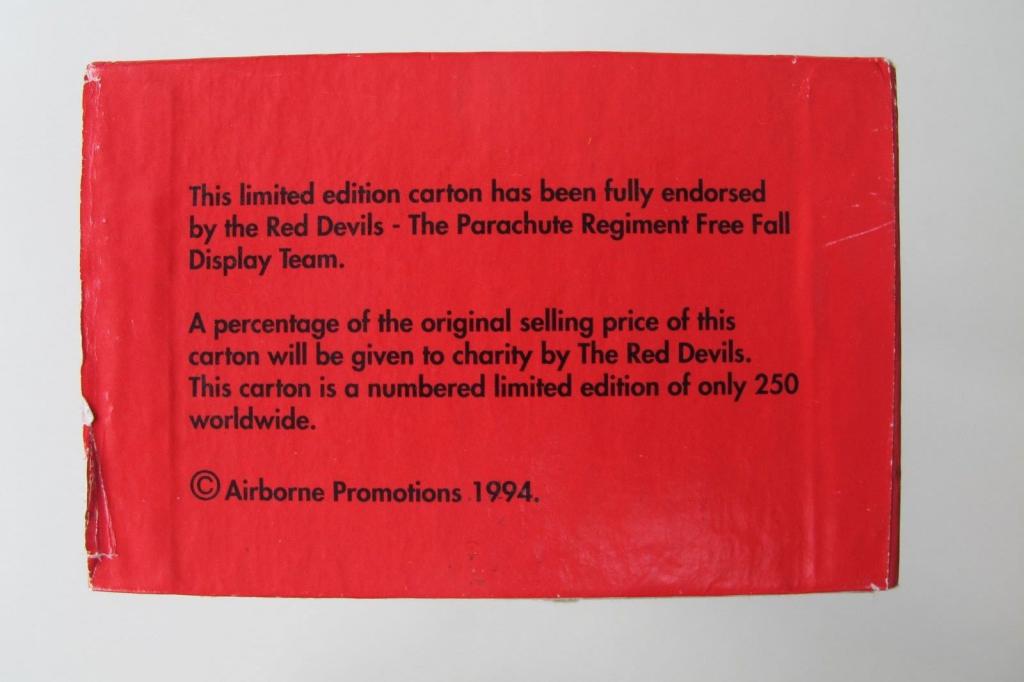 This limited edition carton has been fully endorsed
by the Red Devils - The Parachute Regiment Free Fall
Display Team.
A percentage of the original selling price of this
carton will be given to charity by The Red Devils.
This carton is a numbered limited edition of only 250
worldwide.
© Airborne Promotions 1994.